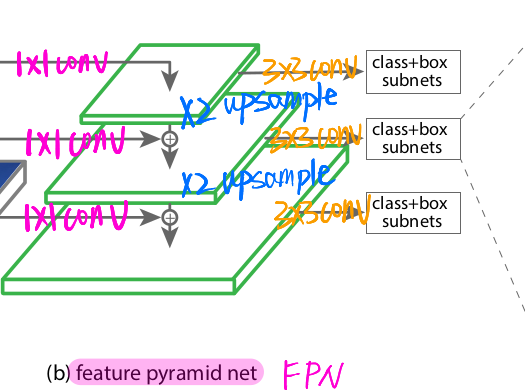 1x1 conv
3x3 conv
class+box
subnets
x2 upsample
1x1 conv
3x3 conv
class+box
subnets
x2 upsample
1x1 conv
3x3 conv
class+box
subnets
(b) feature pyramid net FPN